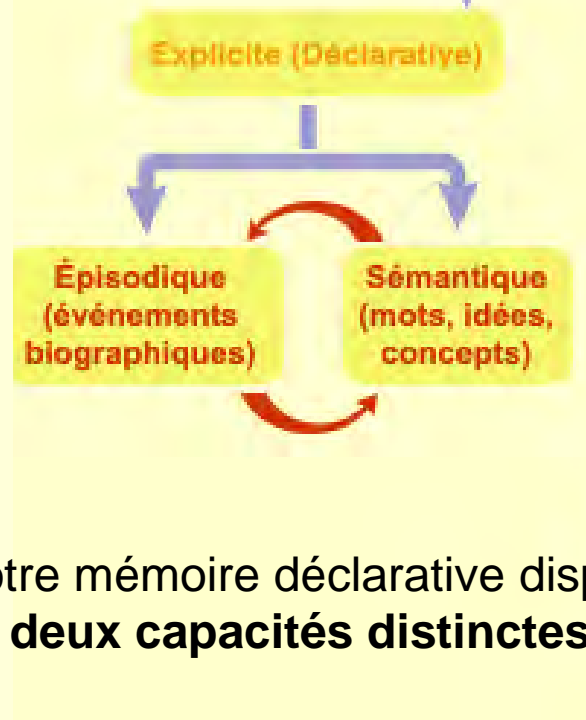 Explicite (Déclarative)
Épisodique
(événements
biographiques)
Sémantique
(mots, idées,
concepts)
otre mémoire déclarative disp
deux capacités distinctes